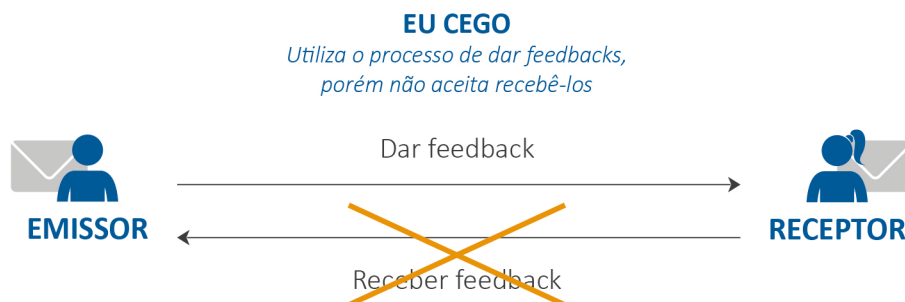 EU CEGO
Utiliza o processo de dar feedbacks,
porém não aceita recebê-los
Dar feedback
EMISSOR
RECEPTOR
Receber feedback